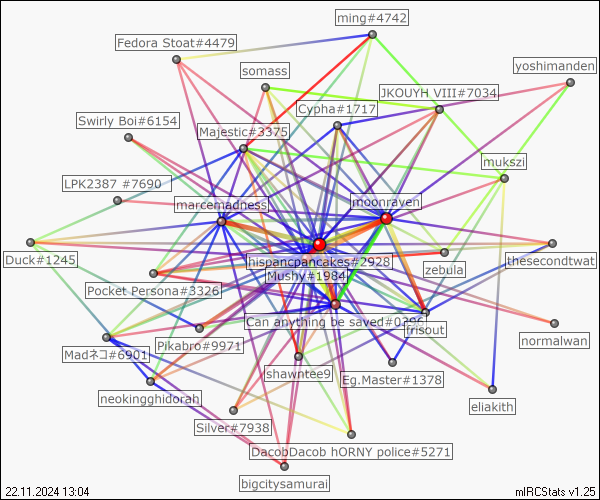 ming#4742
Fedora Stoat#4479
yoshimanden
somass
JKOUYH VIII#7034
Cypha#1717
Swirly Boi#6154
Majestic#3375
mukszi
LPK2387 #7690
marcemadness
moonraven
Duck#1245
hispancpancakes#2928
thesecondtwat
zebula
Mushy#1984
Pocket Persona#3326
Can anything be saved#0286
frisout
normalwan
Pikabro#9971
Madネコ#6901
shawntee9
Eg.Master#1378
neokingghidorah
eliakith
Silver#7938
DacobDacob hORNY police#5271
bigcitysamurai
22.11.2024 13:04
mIRCStats v1.25